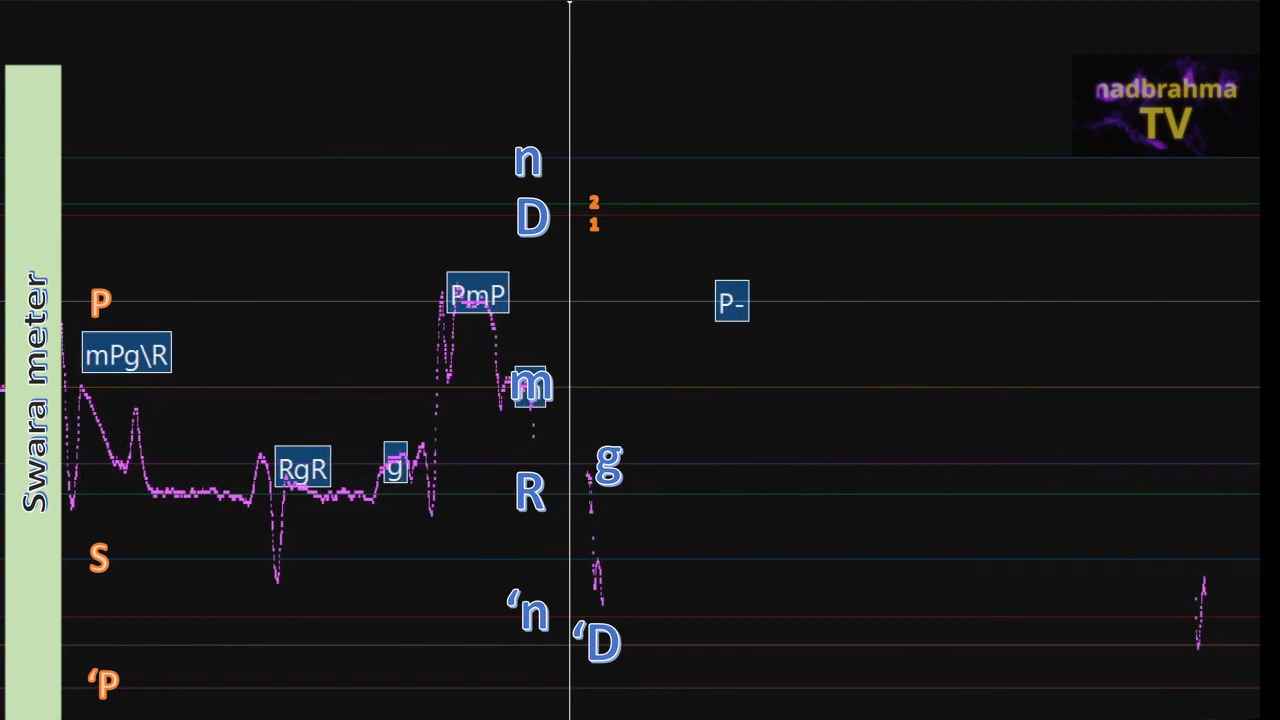 nadbrahma
TV
n
D
2
1
P
PmP
P-
mPg\R
m
Swara meter
RgR
g
g
R
S
‘n
‘D
‘P